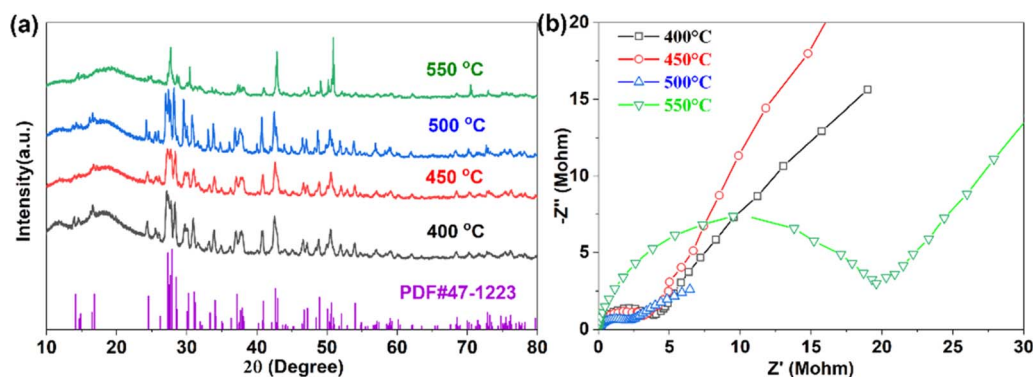 (a)
Intensity(a.u.)
550 °C
500 °C
450 °C
400 °C
PDF#47-1223
10 20 30 40 50 60 70 80
2θ (Degree)
(b)
-Z'' (Mohm)
20
15
10
5
0
400°C
450°C
500°C
550°C
0 5 10 15 20 25 30
Z' (Mohm)